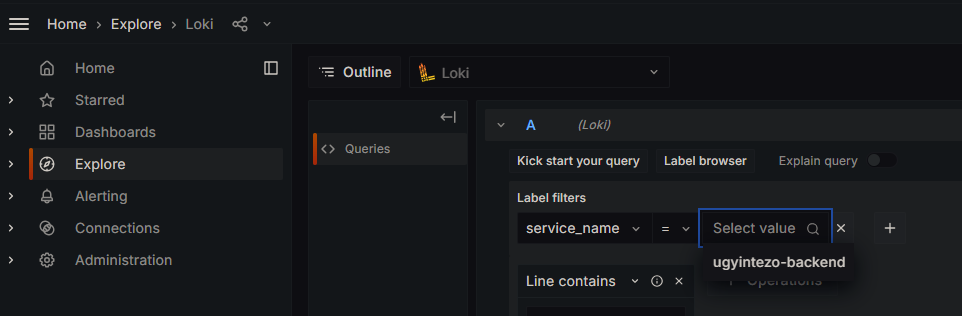 Home > Explore > Loki
Home
Starred
Dashboards
Explore
Alerting
Connections
Administration
Outline
Loki
Queries
A (Loki)
Kick start your query Label browser Explain query
Label filters
service_name = Select value
ugyintezo-backend
Line contains
Operations